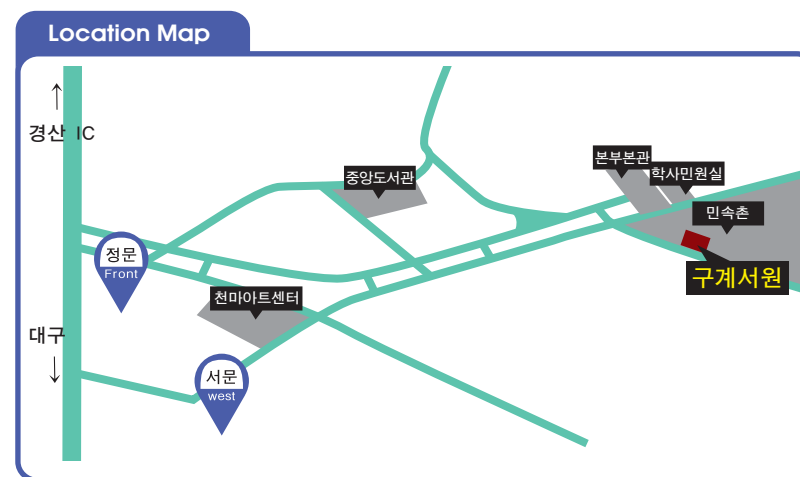 Location Map
경산 IC
중앙도서관
본부본관
학사민원실
민속촌
구계서원
정문
Front
천마아트센터
대구
서문
west